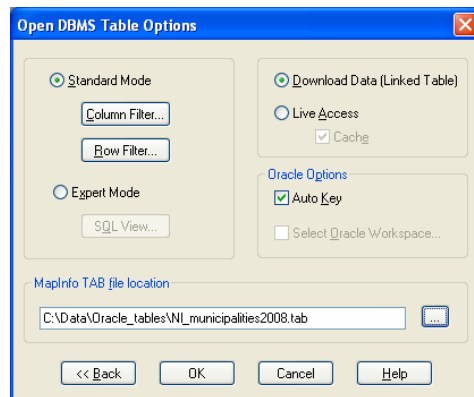 Open DBMS Table Options
Standard Mode
Column Filter...
Row Filter...
Expert Mode
SQL View...
Download Data (Linked Table)
Live Access
Cache
Oracle Options
Auto Key
Select Oracle Workspace...
MapInfo TAB file location
C:\Data\Oracle_tables\NI_municipalities2008.tab
...
<< Back
OK
Cancel
Help